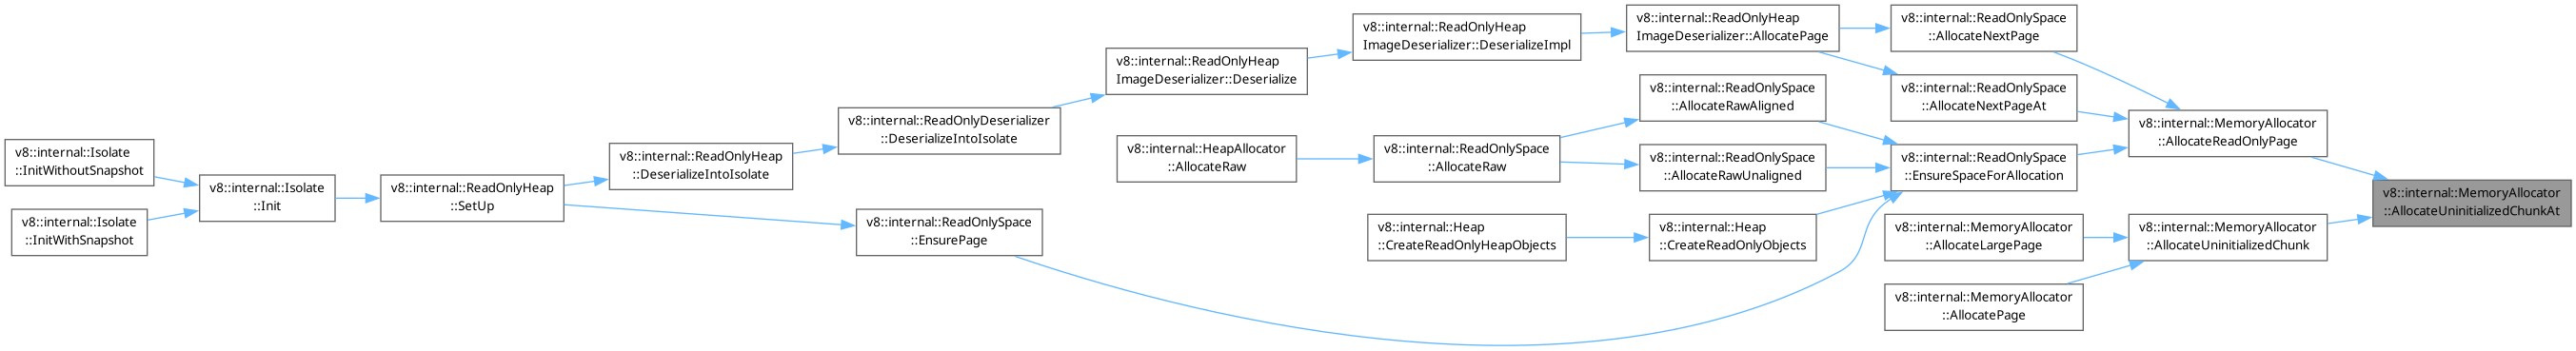 v8::internal::Isolate
::InitWithoutSnapshot
v8::internal::Isolate
::InitWithSnapshot
v8::internal::Isolate
::Init
v8::internal::ReadOnlyHeap
::SetUp
v8::internal::ReadOnlyHeap
::DeserializeIntoIsolate
v8::internal::ReadOnlyDeserializer
::DeserializeIntoIsolate
v8::internal::ReadOnlySpace
::EnsurePage
v8::internal::ReadOnlyHeap
ImageDeserializer::Deserialize
v8::internal::HeapAllocator
::AllocateRaw
v8::internal::ReadOnlyHeap
ImageDeserializer::DeserializeImpl
v8::internal::ReadOnlySpace
::AllocateRaw
v8::internal::Heap
::CreateReadOnlyHeapObjects
v8::internal::ReadOnlyHeap
ImageDeserializer::AllocatePage
v8::internal::ReadOnlySpace
::AllocateRawAligned
v8::internal::ReadOnlySpace
::AllocateRawUnaligned
v8::internal::Heap
::CreateReadOnlyObjects
v8::internal::ReadOnlySpace
::AllocateNextPage
v8::internal::ReadOnlySpace
::AllocateNextPageAt
v8::internal::ReadOnlySpace
::EnsureSpaceForAllocation
v8::internal::MemoryAllocator
::AllocateLargePage
v8::internal::MemoryAllocator
::AllocatePage
v8::internal::MemoryAllocator
::AllocateReadOnlyPage
v8::internal::MemoryAllocator
::AllocateUninitializedChunk
v8::internal::MemoryAllocator
::AllocateUninitializedChunkAt